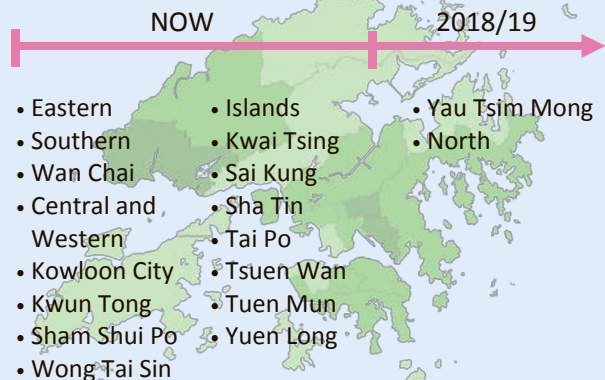 NOW
2018/19
• Eastern
• Southern
• Wan Chai
• Central and
Western
• Kowloon City
• Kwun Tong
• Sham Shui Po
• Wong Tai Sin
• Islands
• Kwai Tsing
• Sai Kung
• Sha Tin
• Tai Po
• Tsuen Wan
• Tuen Mun
• Yuen Long
• Yau Tsim Mong
• North